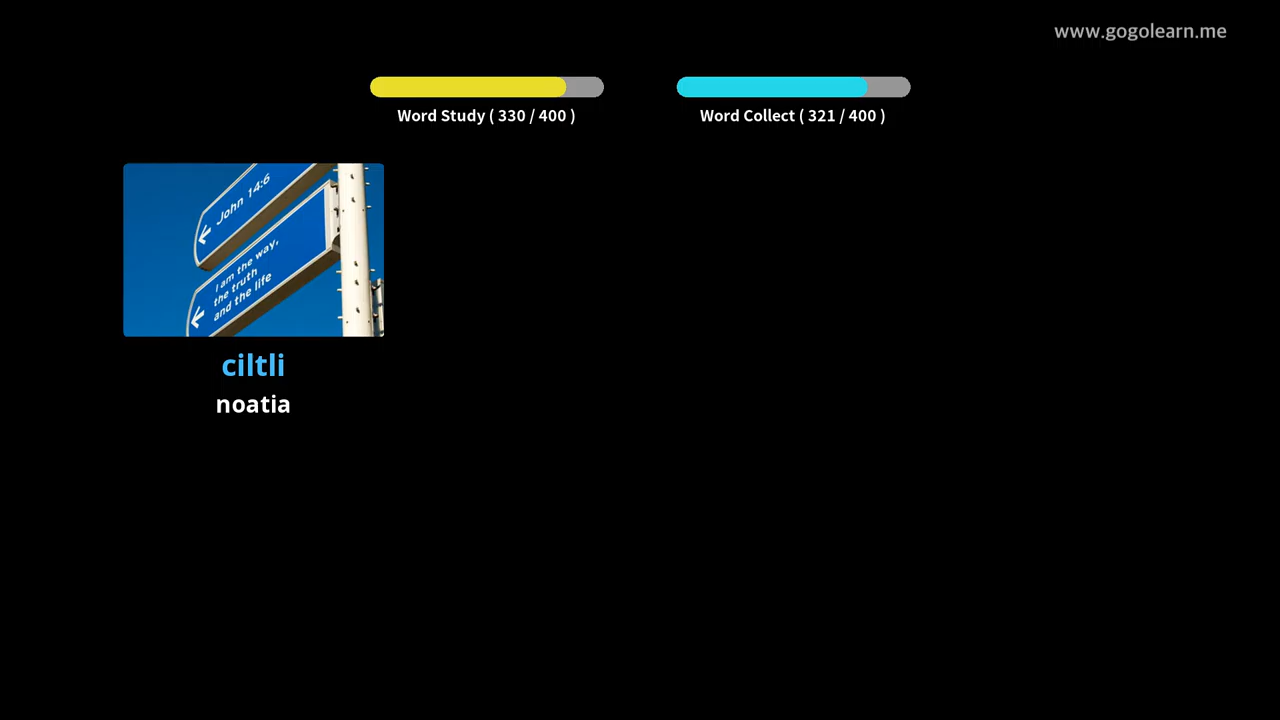 www.gogolearn.me
Word Study ( 330 / 400 )
Word Collect ( 321 / 400 )
John 14:6
I am the way,
the truth
and the life
ciltli
noatia